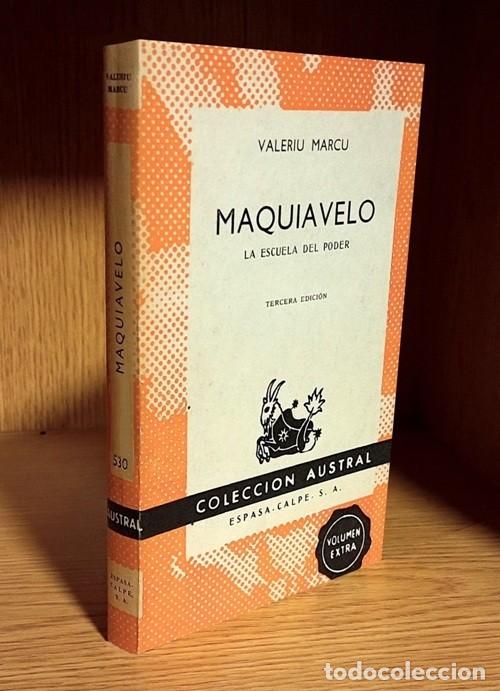 VALERIU
MARCU
MAQUIAVELO
530
AUSTRAL
ESPASA-
CALPE,
S. A.
VALERIU MARCU
MAQUIAVELO
LA ESCUELA DEL PODER
TERCERA EDICIÓN
COLECCION AUSTRAL
ESPASA-CALPE, S. A.
VOLUMEN
EXTRA
todocoleccion